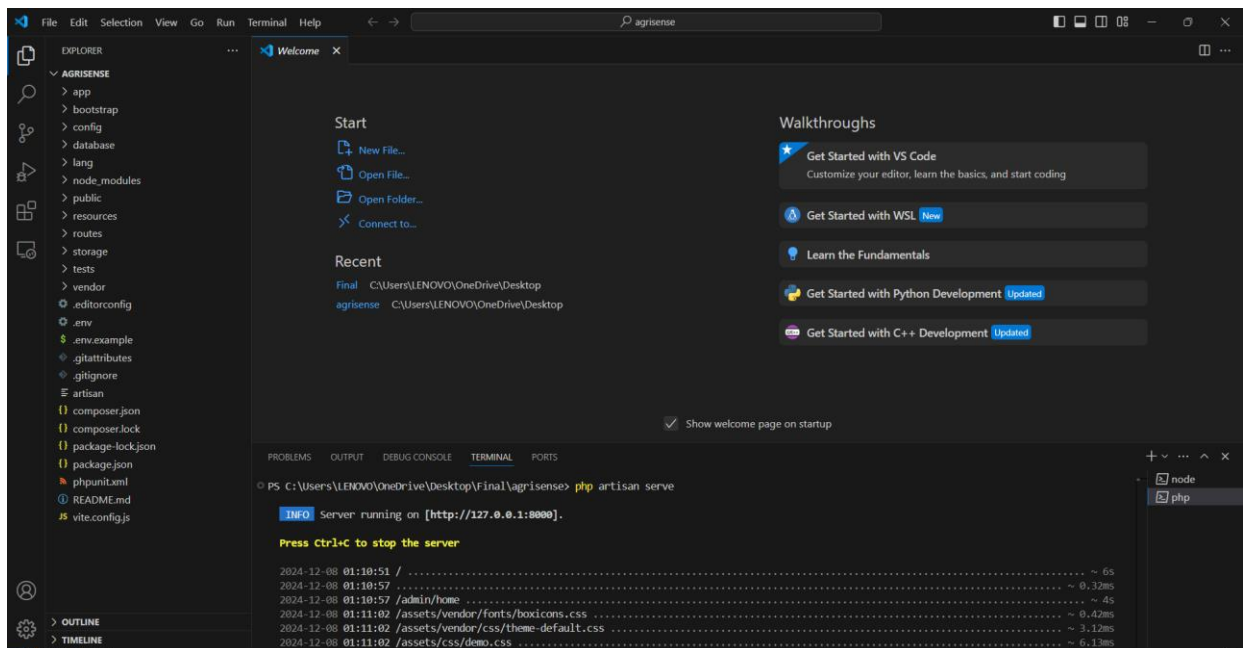 File Edit Selection View Go Run Terminal Help
agrisense
EXPLORER
Welcome
AGRISENSE
app
bootstrap
config
database
lang
node_modules
public
resources
routes
storage
tests
vendor
.editorconfig
.env
.env.example
.gitattributes
.gitignore
artisan
composer.json
composer.lock
package-lock.json
package.json
phpunit.xml
README.md
vite.config.js
OUTLINE
TIMELINE
Start
New File...
Open File...
Open Folder...
Connect to...
Recent
Final C:\Users\LENOVO\OneDrive\Desktop
agrisense C:\Users\LENOVO\OneDrive\Desktop
Walkthroughs
Get Started with VS Code
Customize your editor, learn the basics, and start coding
Get Started with WSL New
Learn the Fundamentals
Get Started with Python Development Updated
Get Started with C++ Development Updated
Show welcome page on startup
PROBLEMS OUTPUT DEBUG CONSOLE TERMINAL PORTS
PS C:\Users\LENOVO\OneDrive\Desktop\Final\agrisense> php artisan serve
INFO Server running on [http://127.0.0.1:8000].
Press Ctrl+C to stop the server
2024-12-08 01:10:51 / ........ ~ 6s
2024-12-08 01:10:57 ........ ~ 0.32ms
2024-12-08 01:10:57 /admin/home ........ ~ 4s
2024-12-08 01:11:02 /assets/vendor/fonts/boxicons.css ........ ~ 0.42ms
2024-12-08 01:11:02 /assets/vendor/css/theme-default.css ........ ~ 3.12ms
2024-12-08 01:11:02 /assets/css/demo.css ........ ~ 6.13ms
node
php